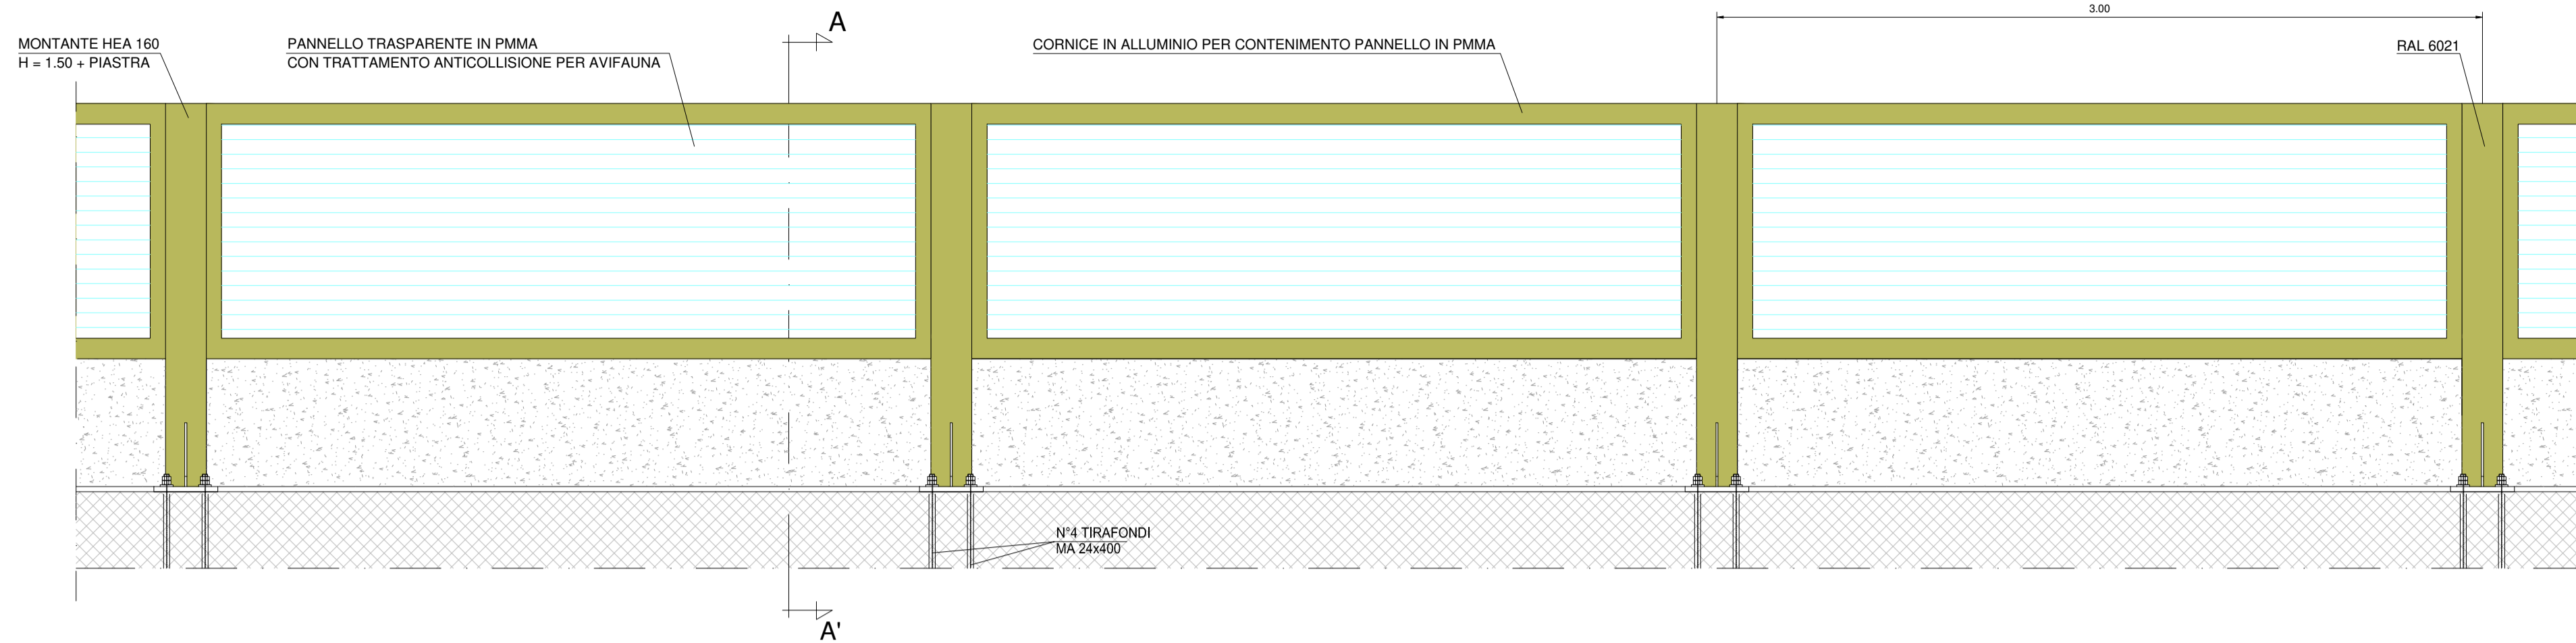 A
3.00
MONTANTE HEA 160
H = 1.50 + PIASTRA
PANNELLO TRASPARENTE IN PMMA
CON TRATTAMENTO ANTICOLLISIONE PER AVIFAUNA
CORNICE IN ALLUMINIO PER CONTENIMENTO PANNELLO IN PMMA
RAL 6021
N°4 TIRAFONDI
MA 24x400
A'